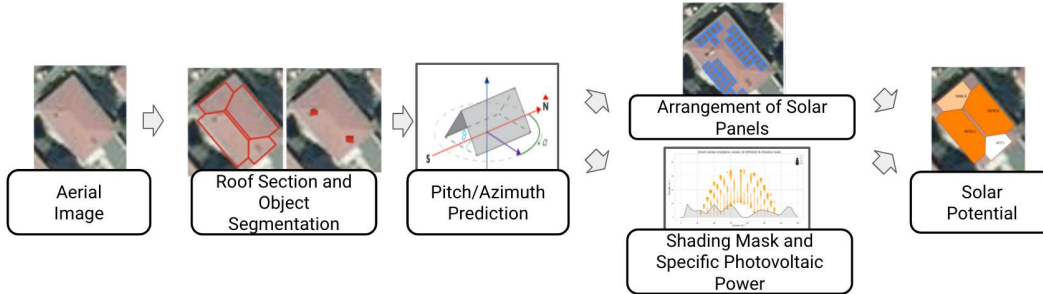 Aerial
Image
Roof Section and
Object
Segmentation
N
S
α
Pitch/Azimuth
Prediction
Arrangement of Solar
Panels
Shading Mask and
Specific Photovoltaic
Power
Solar
Potential